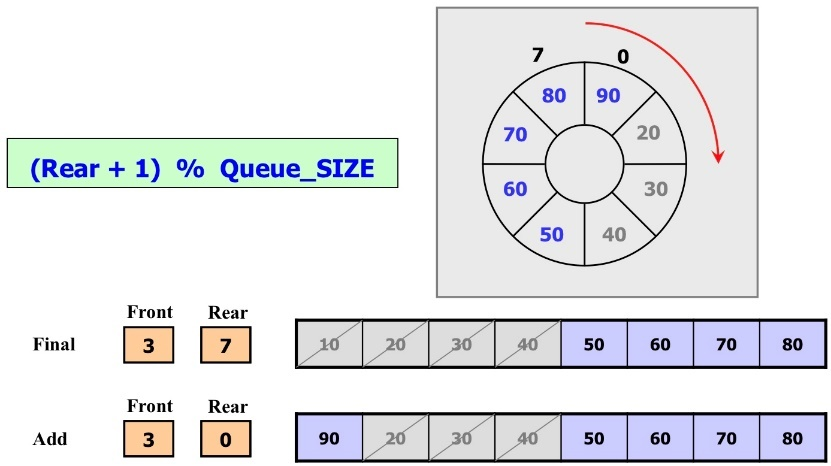 7 0
80 90
70 20
(Rear + 1) % Queue_SIZE
60 30
50 40
Front Rear
Final 3 7 10 20 30 40 50 60 70 80
Front Rear
Add 3 0 90 20 30 40 50 60 70 80